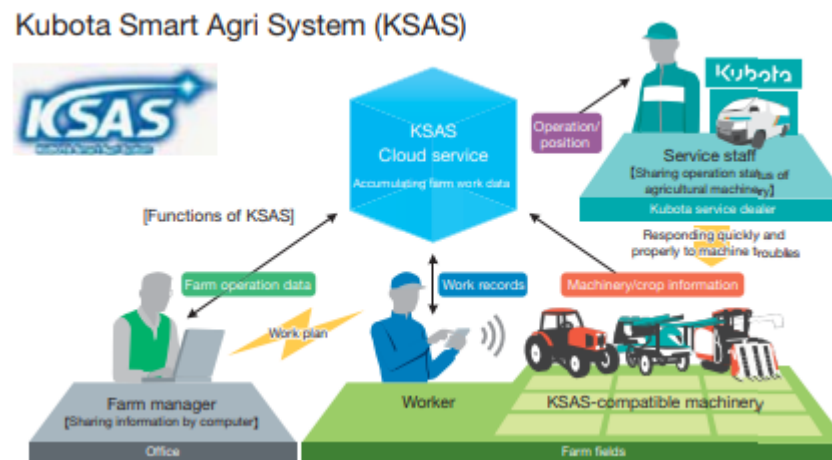 Kubota Smart Agri System (KSAS)
KSAS
KSAS
Cloud service
Accumulating farm work data
Operation/
position
Kubota
Service staff
[Sharing operation status of
agricultural machinery]
Kubota service dealer
Responding quickly and
properly to machine troubles
[Functions of KSAS]
Farm operation data
Work records
Machinery/crop information
Work plan
Farm manager
[Sharing information by computer]
Office
Worker
KSAS-compatible machinery
Farm fields